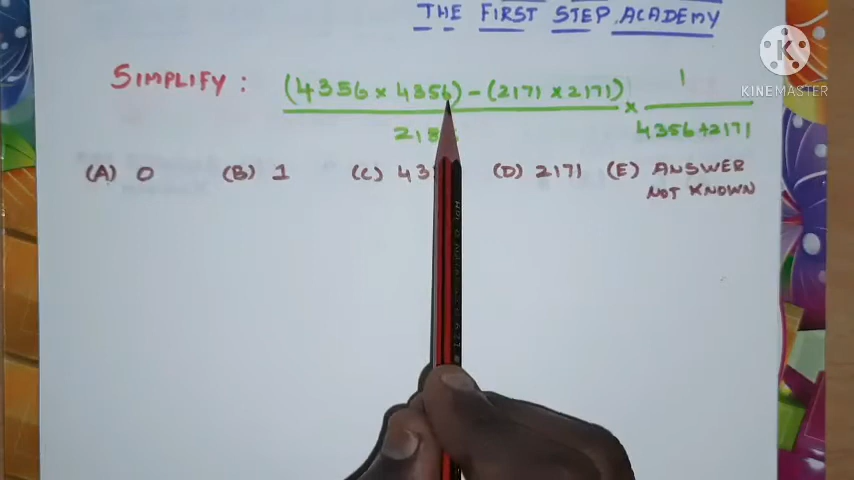 THE FIRST STEP ACADEMY
KINEMASTER
SIMPLIFY : (4356 × 4356) - (2171 × 2171) × 1
4356+2171
(A) 0 (B) 1 (C) (D) 2171 (E) ANSWER
NOT KNOWN